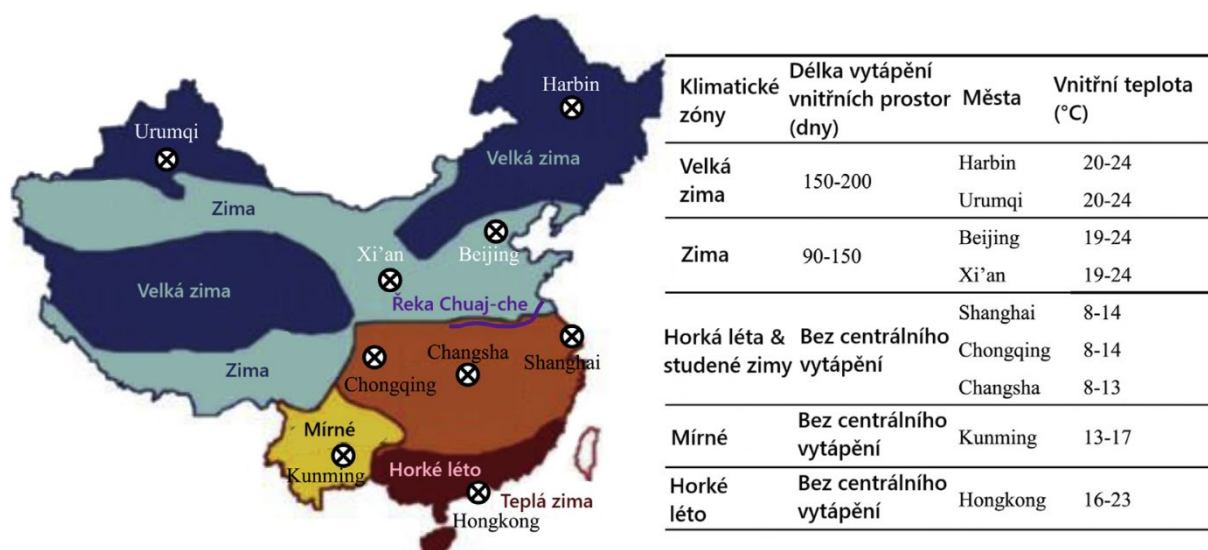 Harbin
Urumqi
Velká zima
Zima
Xi’an
Beijing
Velká zima
Řeka Chuaj-che
Zima
Changsha
Shanghai
Chongqing
Mírné
Kunming
Horké léto
Teplá zima
Hongkong
Klimatické zóny
Délka vytápění vnitřních prostor (dny)
Města
Vnitřní teplota (°C)
Velká zima
150-200
Harbin
20-24
Urumqi
20-24
Zima
90-150
Beijing
19-24
Xi’an
19-24
Horká léta & studené zimy
Bez centrálního vytápění
Shanghai
8-14
Chongqing
8-14
Changsha
8-13
Mírné
Bez centrálního vytápění
Kunming
13-17
Horké léto
Bez centrálního vytápění
Hongkong
16-23